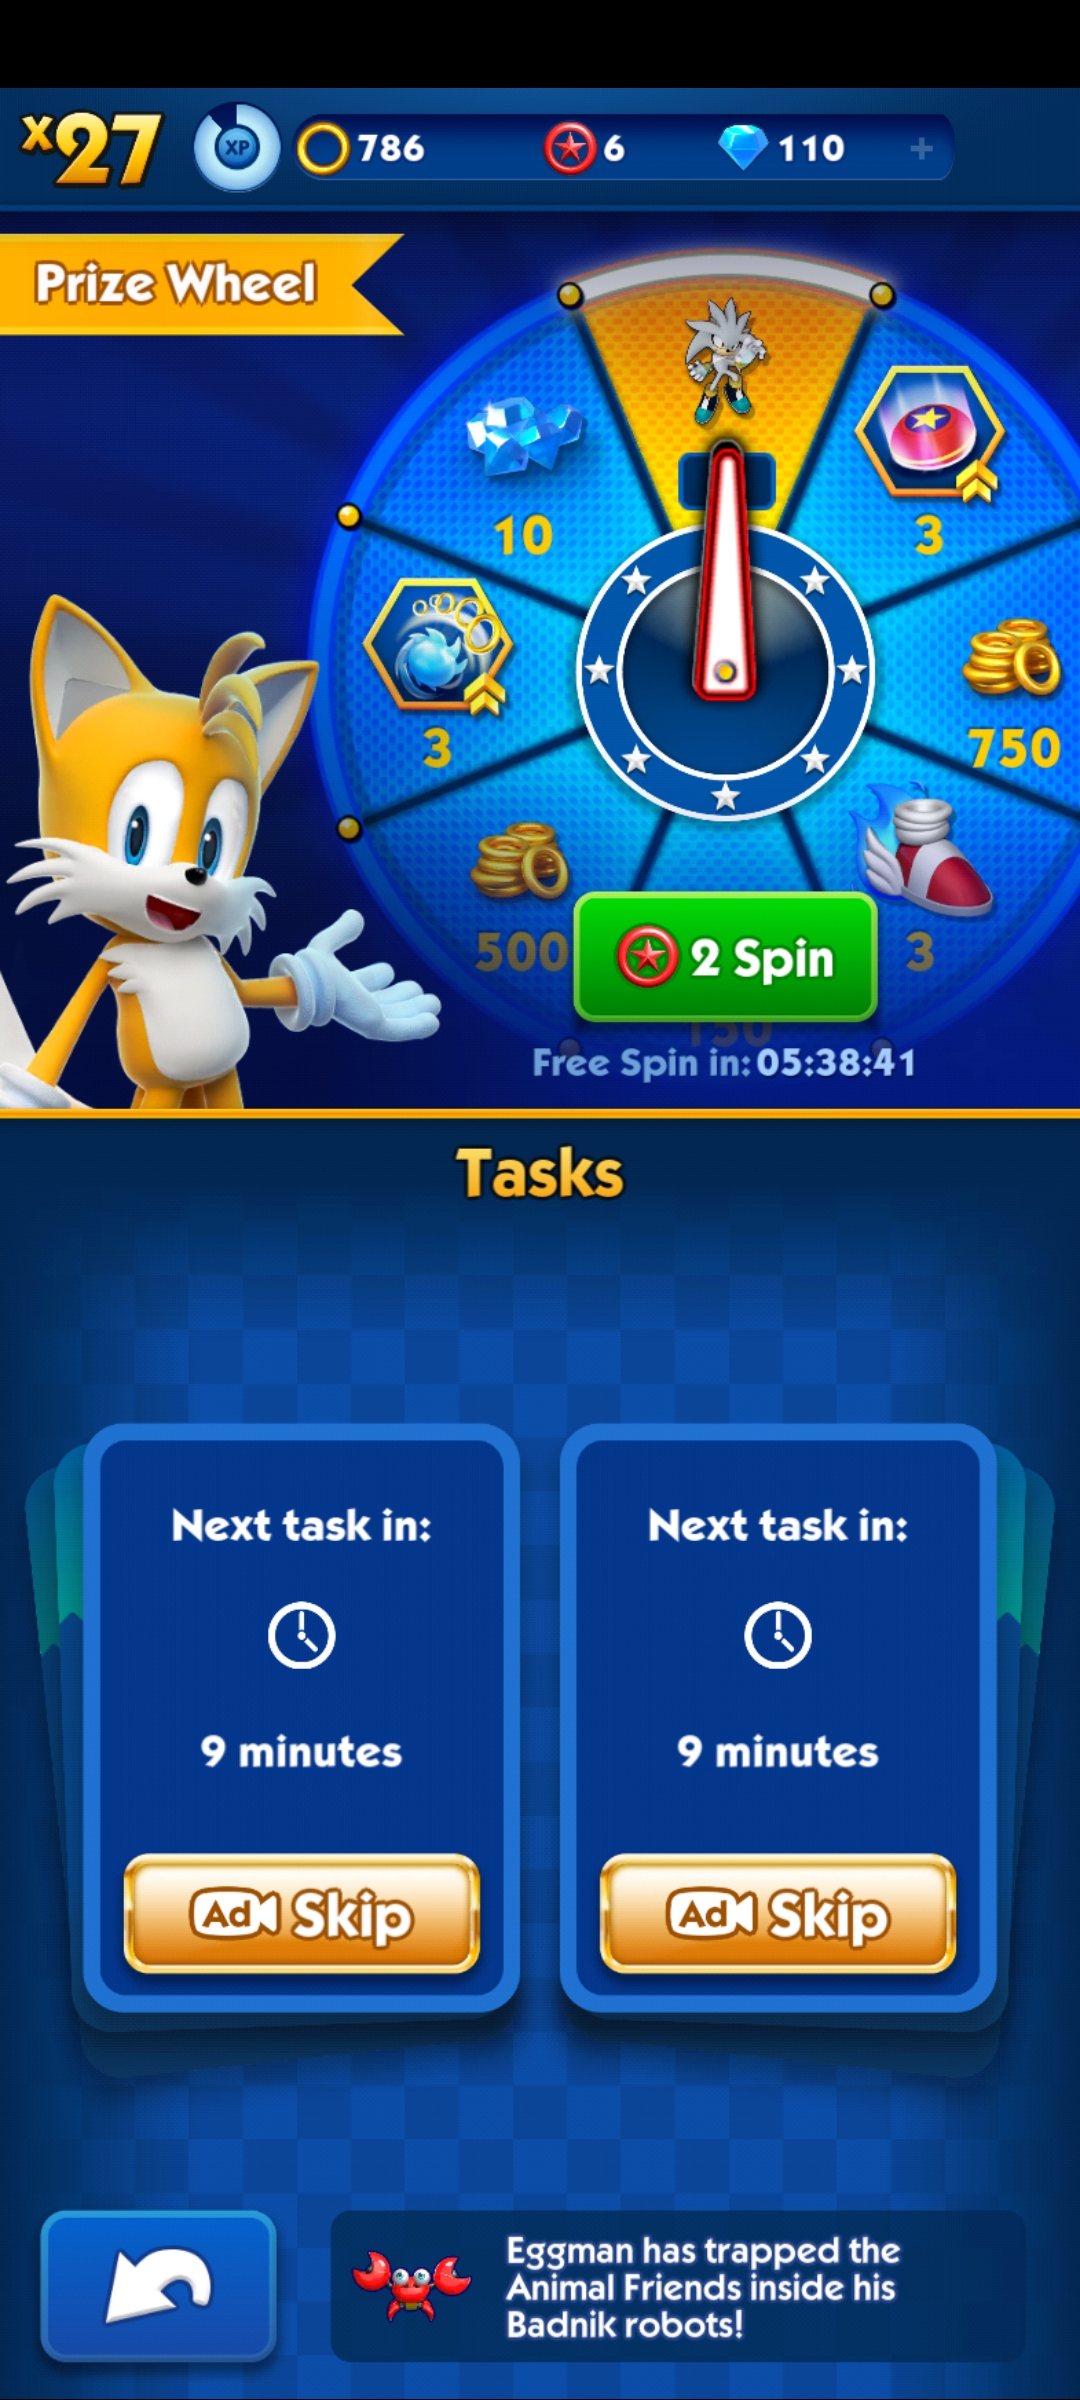 x27
XP
786
6
110
+
Prize Wheel
10
3
3
750
500
2 Spin
3
150
Free Spin in: 05:38:41
Tasks
Next task in:
9 minutes
Ad Skip
Next task in:
9 minutes
Ad Skip
Eggman has trapped the
Animal Friends inside his
Badnik robots!